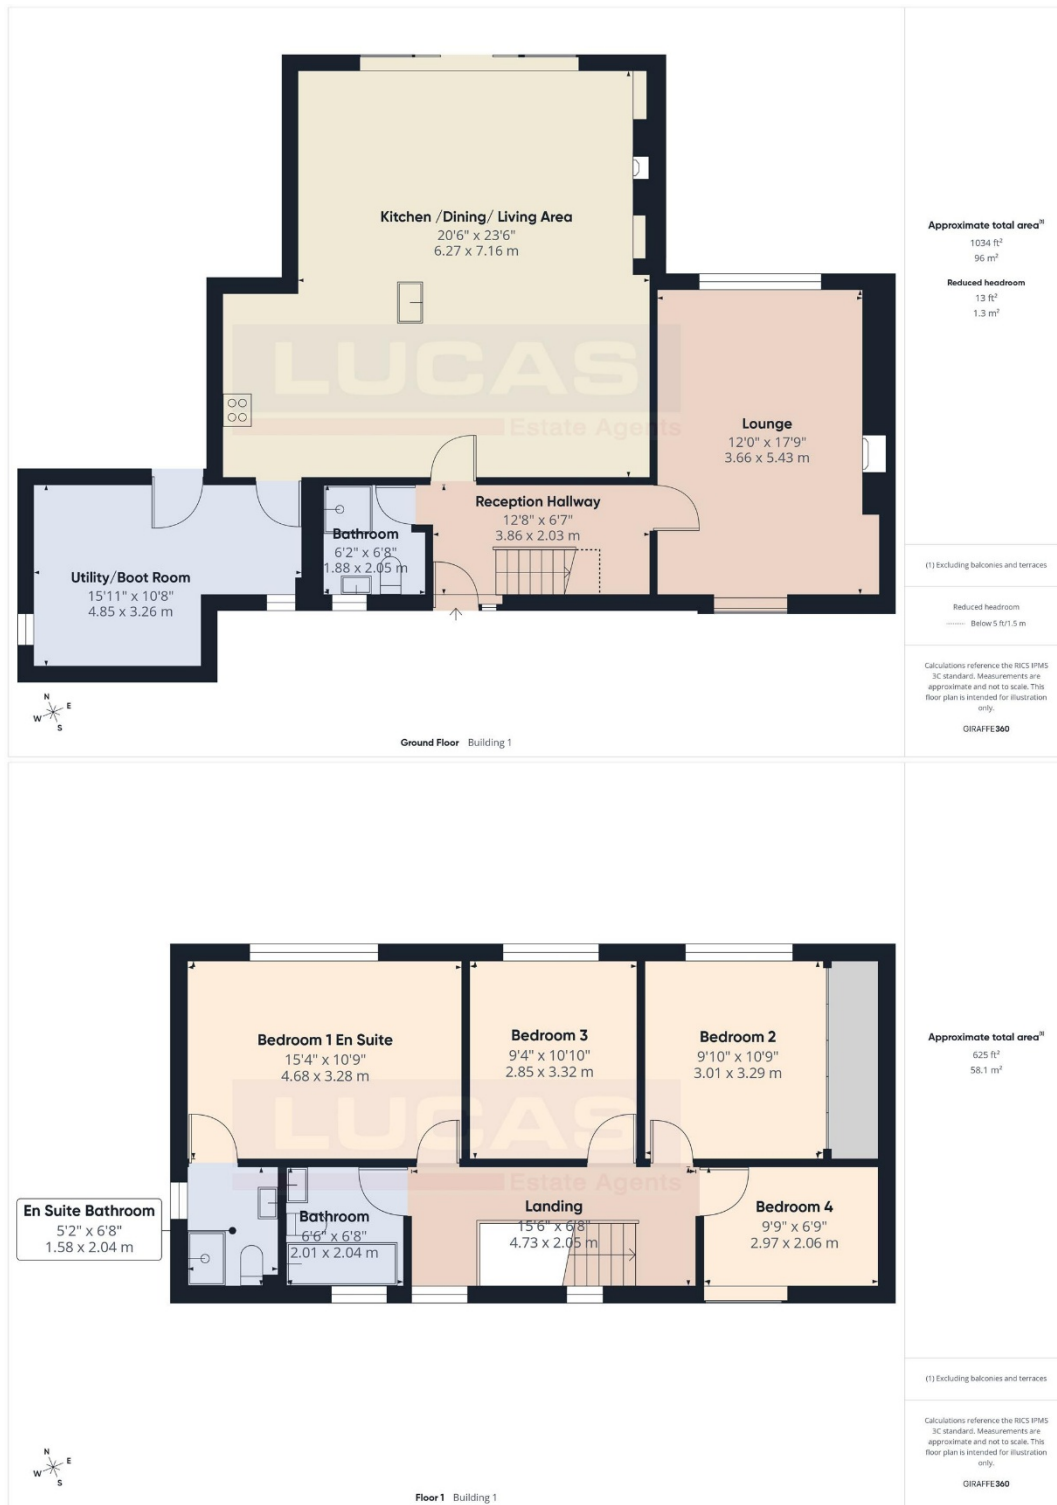 Kitchen /Dining/ Living Area
20'6" x 23'6"
6.27 x 7.16 m
LUCAS
Estate Agents
Lounge
12'0" x 17'9"
3.66 x 5.43 m
Reception Hallway
12'8" x 6'7"
3.86 x 2.03 m
Bathroom
6'2" x 6'8"
1.88 x 2.05 m
Utility/Boot Room
15'11" x 10'8"
4.85 x 3.26 m
N
W E
S
Ground Floor Building 1
Approximate total area(1)
1034 ft²
96 m²
Reduced headroom
13 ft²
1.3 m²
(1) Excluding balconies and terraces
Reduced headroom
Below 5 ft/1.5 m
Calculations reference the RICS IPMS
3C standard. Measurements are
approximate and not to scale. This
floor plan is intended for illustration
only.
GIRAFFE360
Bedroom 1 En Suite
15'4" x 10'9"
4.68 x 3.28 m
Bedroom 3
9'4" x 10'10"
2.85 x 3.32 m
Bedroom 2
9'10" x 10'9"
3.01 x 3.29 m
LUCAS
Estate Agents
En Suite Bathroom
5'2" x 6'8"
1.58 x 2.04 m
Bathroom
6'6" x 6'8"
2.01 x 2.04 m
Landing
15'6" x 6'8"
4.73 x 2.05 m
Bedroom 4
9'9" x 6'9"
2.97 x 2.06 m
N
W E
S
Floor 1 Building 1
Approximate total area(1)
625 ft²
58.1 m²
(1) Excluding balconies and terraces
Calculations reference the RICS IPMS
3C standard. Measurements are
approximate and not to scale. This
floor plan is intended for illustration
only.
GIRAFFE360